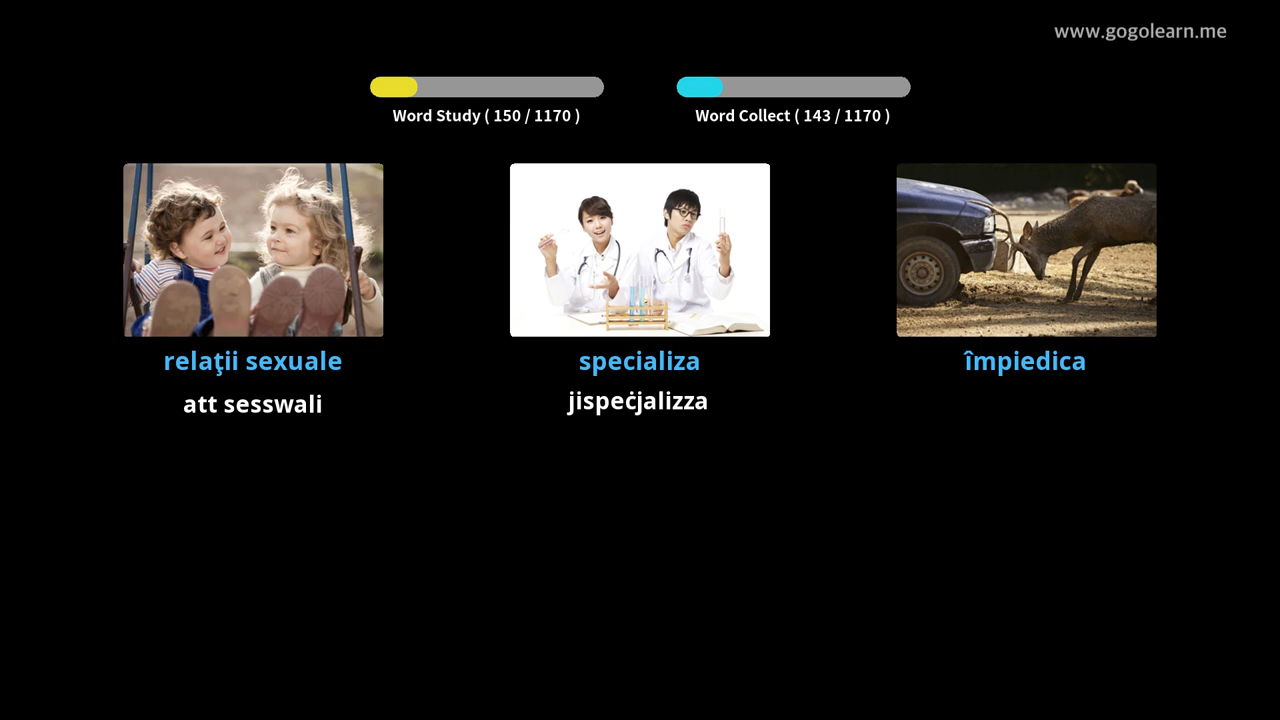 www.gogolearn.me
Word Study ( 150 / 1170 )
Word Collect ( 143 / 1170 )
relaţii sexuale
specializa
împiedica
att sesswali
jispeċjalizza